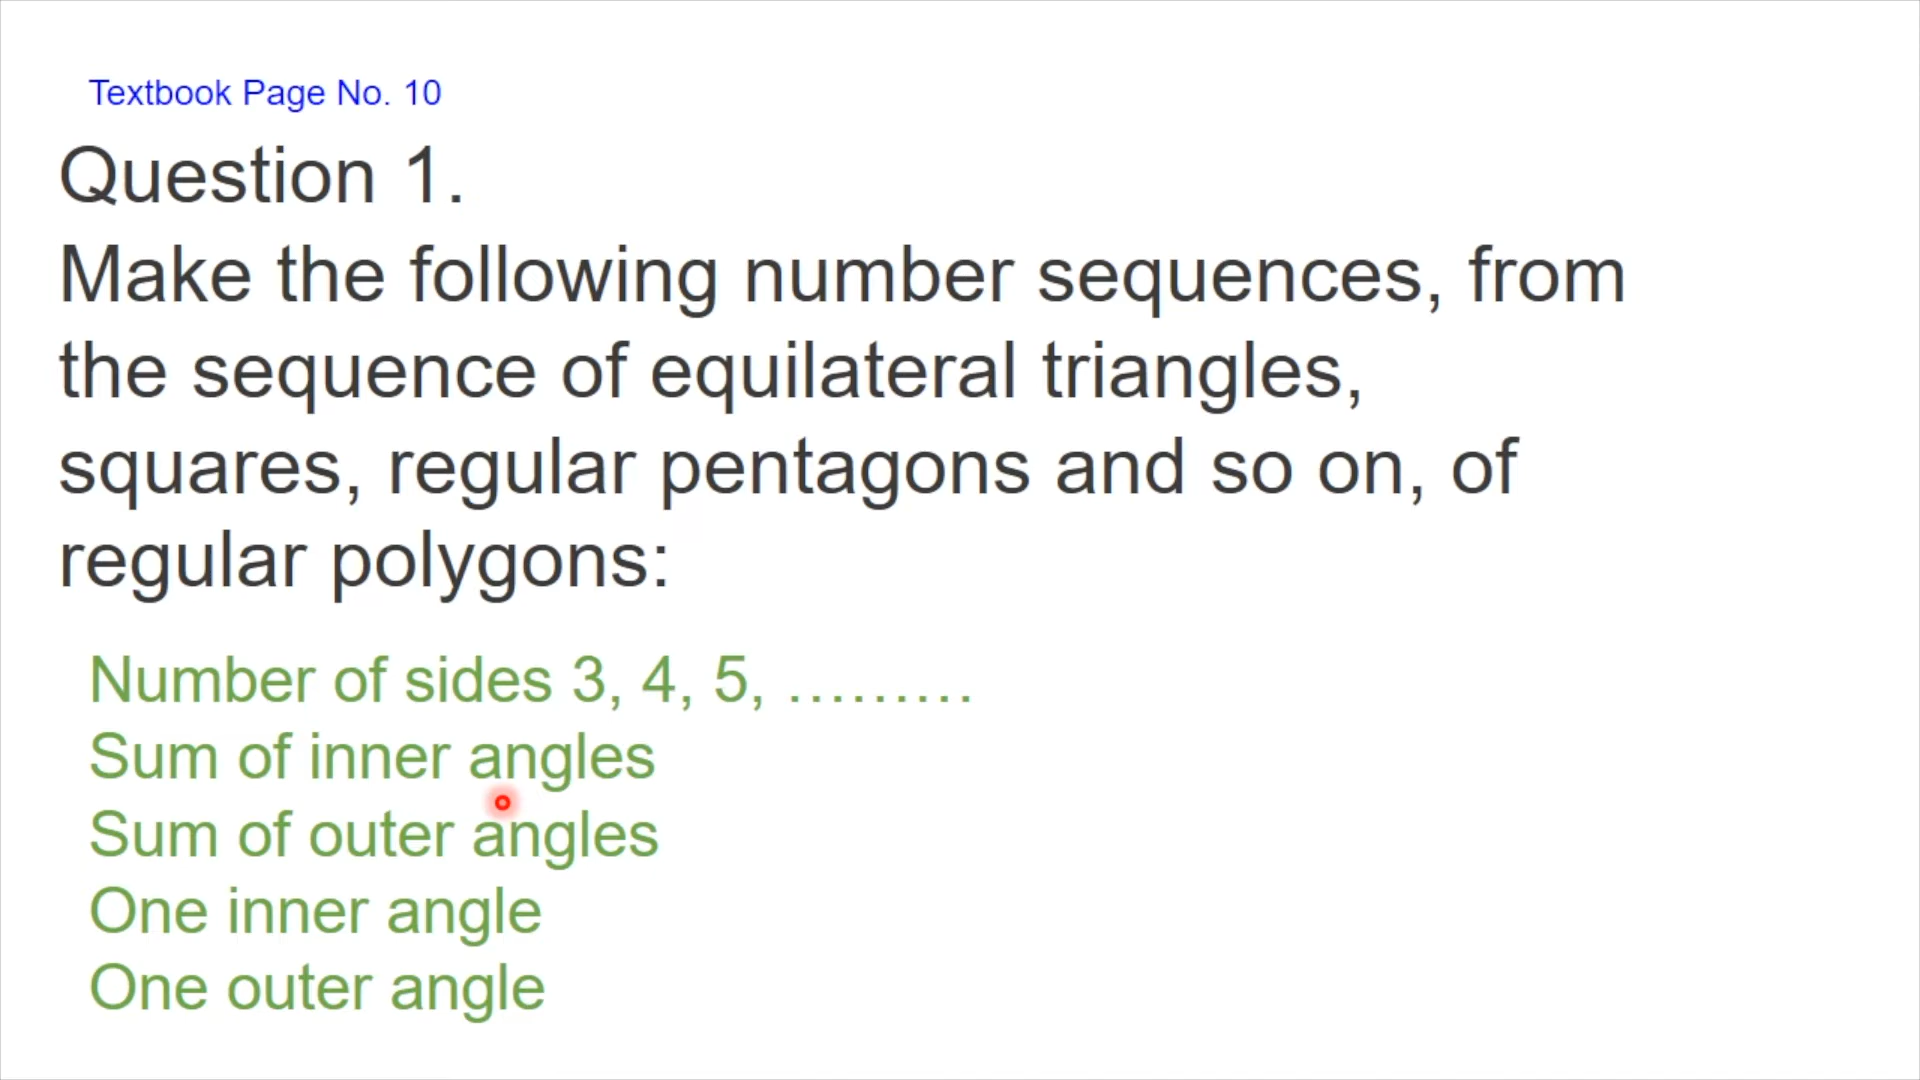 Textbook Page No. 10
Question 1.
Make the following number sequences, from
the sequence of equilateral triangles,
squares, regular pentagons and so on, of
regular polygons:
Number of sides 3, 4, 5, ………
Sum of inner angles
Sum of outer angles
One inner angle
One outer angle